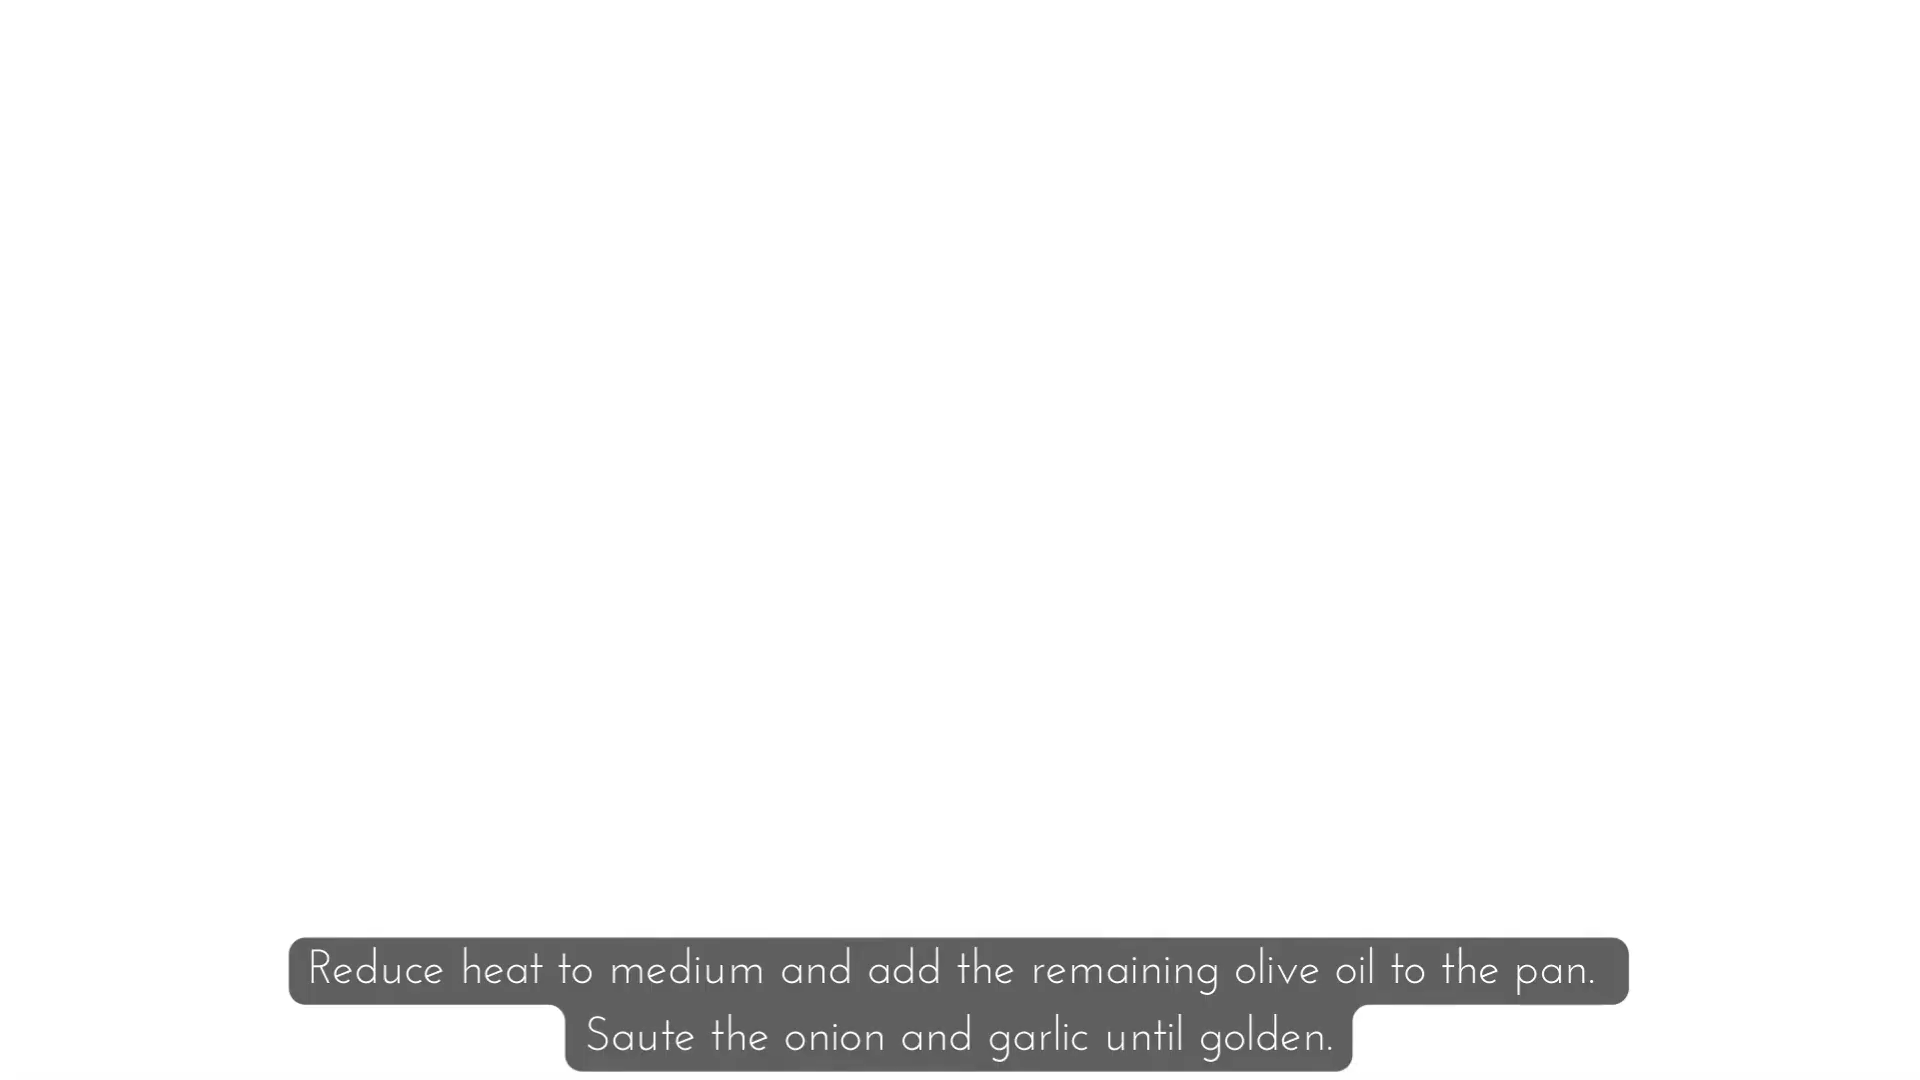 Reduce heat to medium and add the remaining olive oil to the pan.
Saute the onion and garlic until golden.